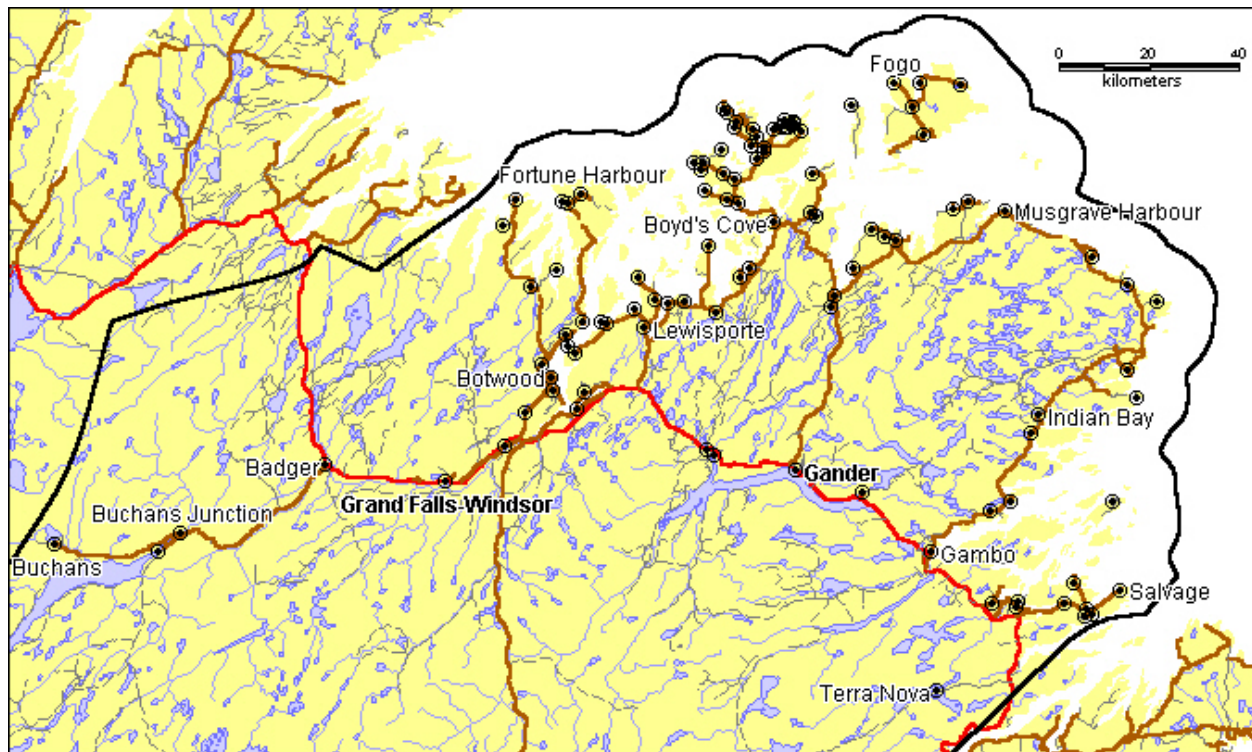 0 20 40
kilometers
Fogo
Fortune Harbour
Boyd's Cove
Musgrave Harbour
Lewisporte
Botwood
Indian Bay
Badger
Gander
Grand Falls-Windsor
Buchans Junction
Gambo
Buchans
Salvage
Terra Nova